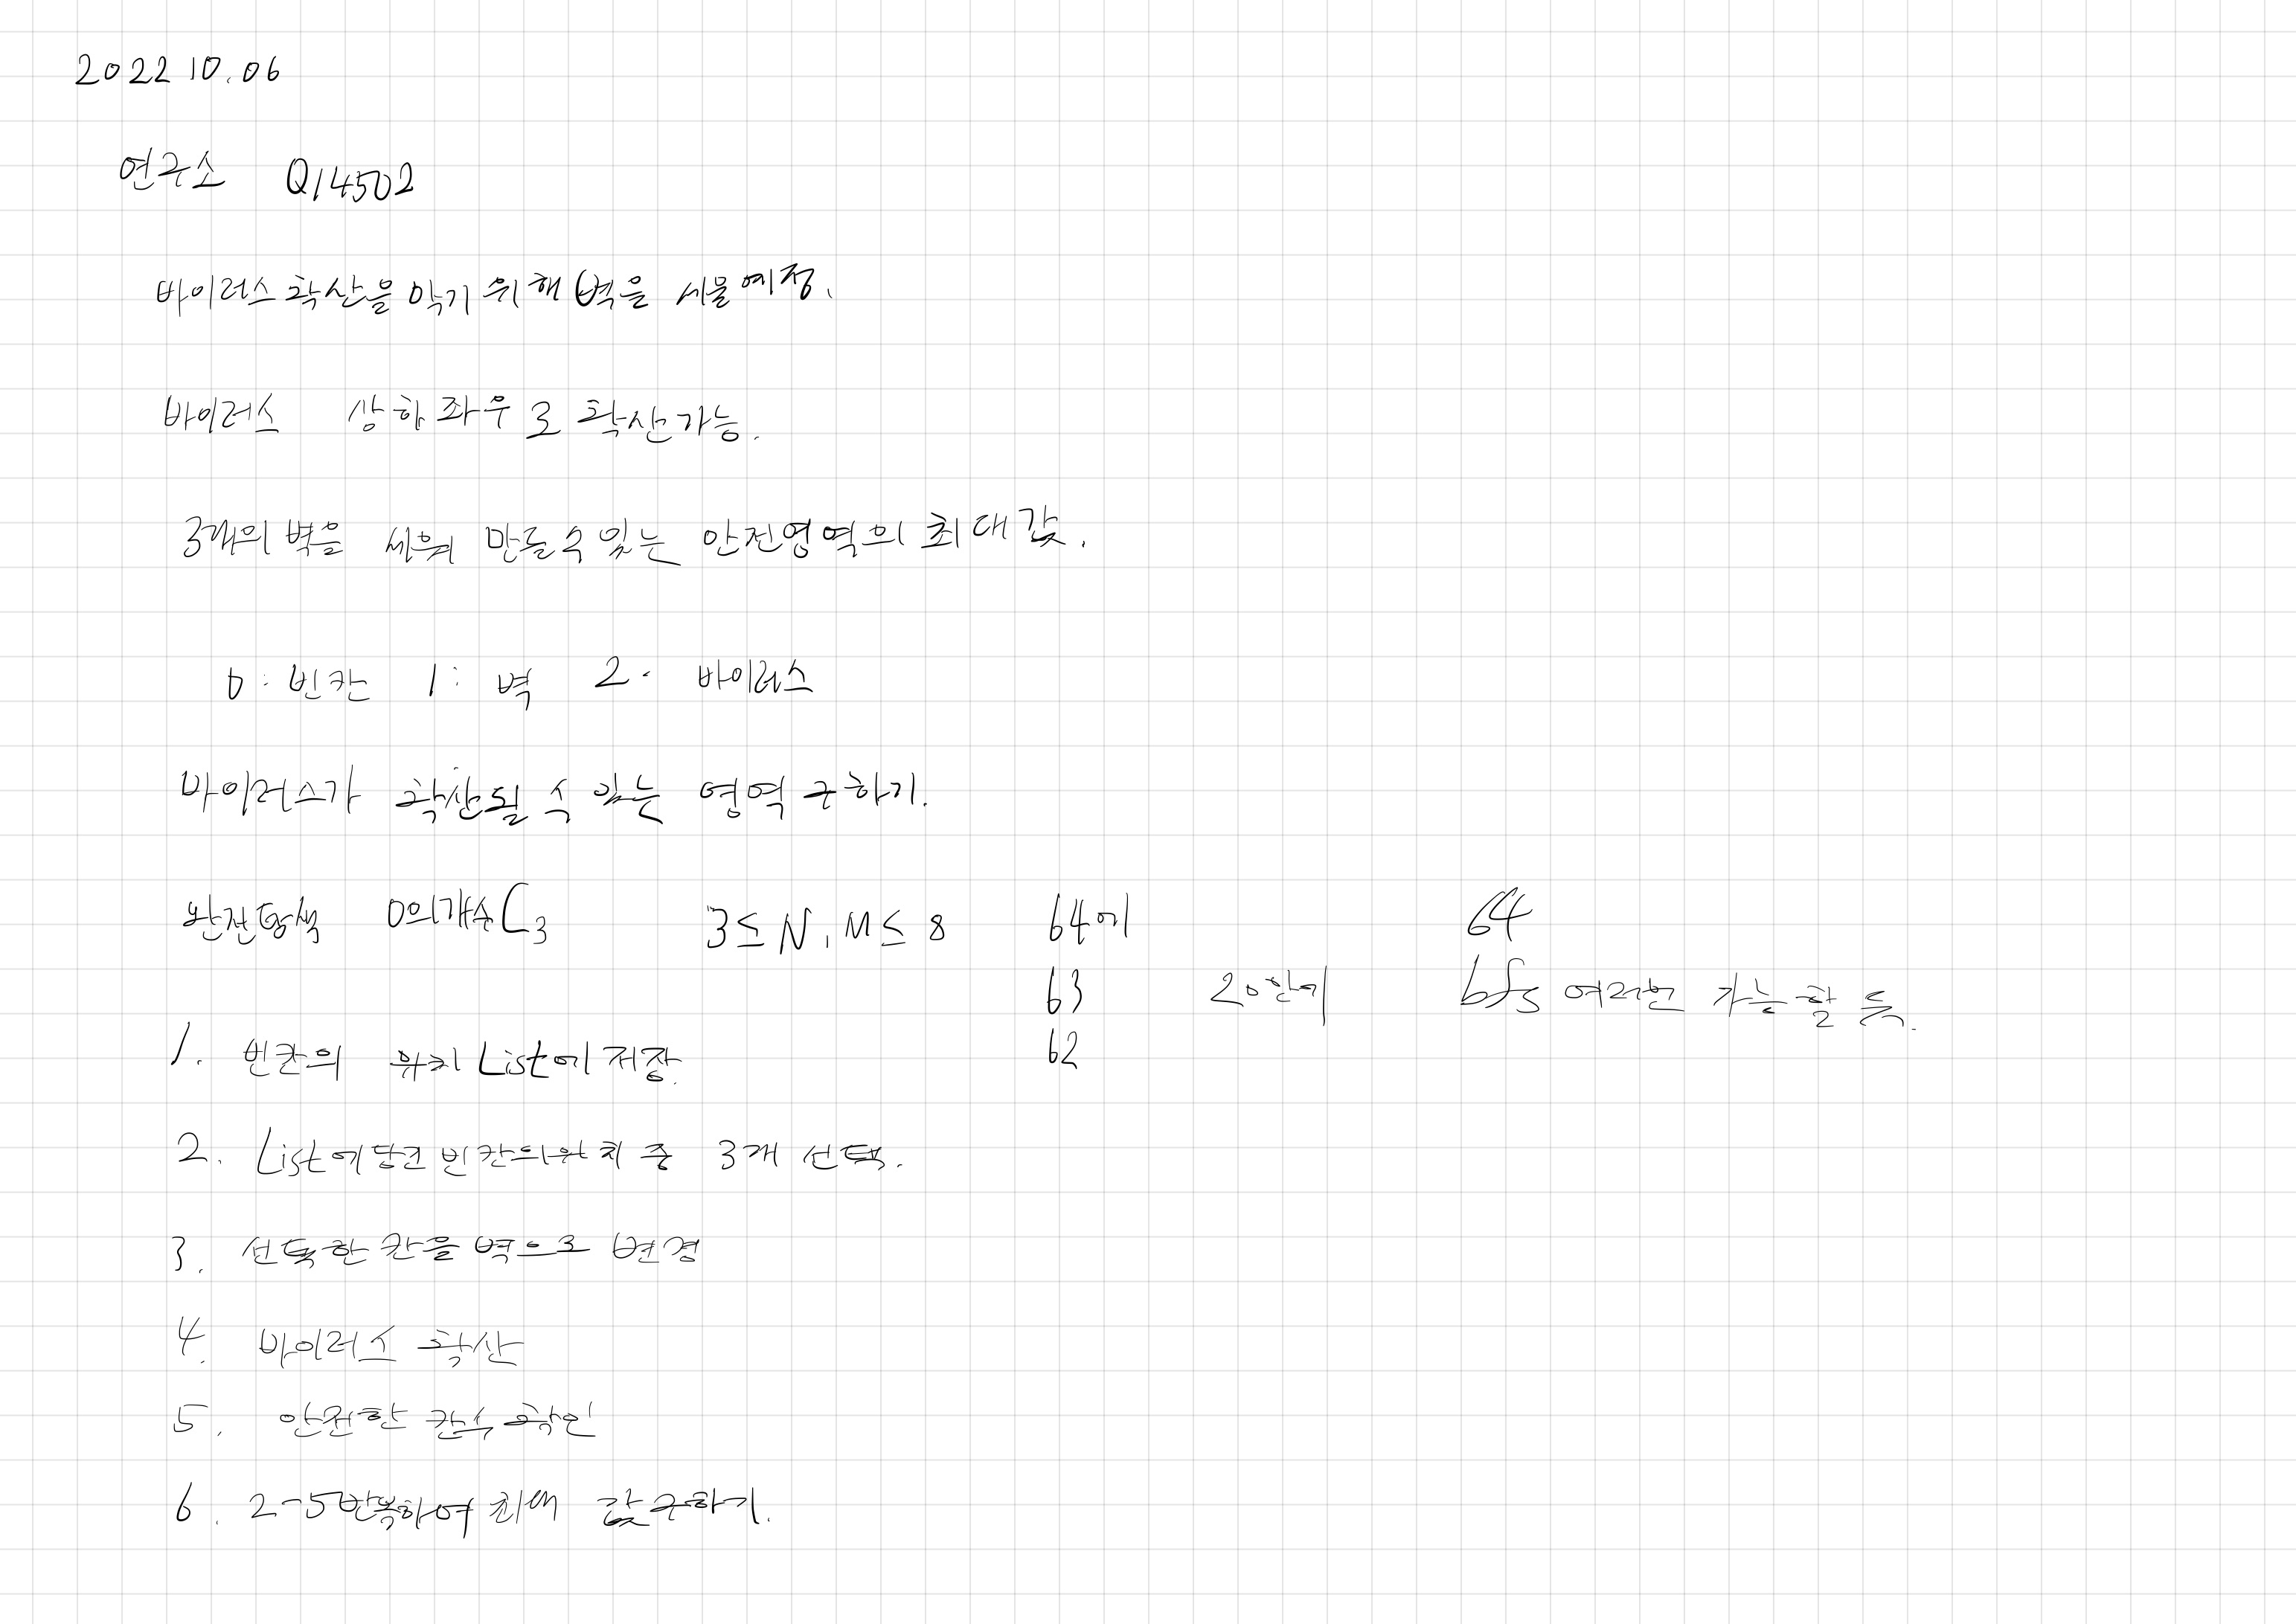 2022 10.06
연구소 Q14502
바이러스 확산을 막기 위해 벽을 세울 예정.
바이러스 상하좌우로 확산가능.
3개의 벽을 세워 만들 수 있는 안전영역의 최대값.
0: 빈칸 1: 벽 2. 바이러스
바이러스가 확산될 수 있는 영역 구하기.
완전탐색 0의개수C3 3≤N,M≤8 64에 64
63 20만에 bfs 여러번 가능할 듯.
1. 빈칸의 위치 List에 저장. 62
2. List에 담긴 빈칸의 위치 중 3개 선택.
3. 선택한 칸을 벽으로 변경
4. 바이러스 확산
5. 안전한 칸수 확인
6. 2-5 반복하여 최대값 구하기.